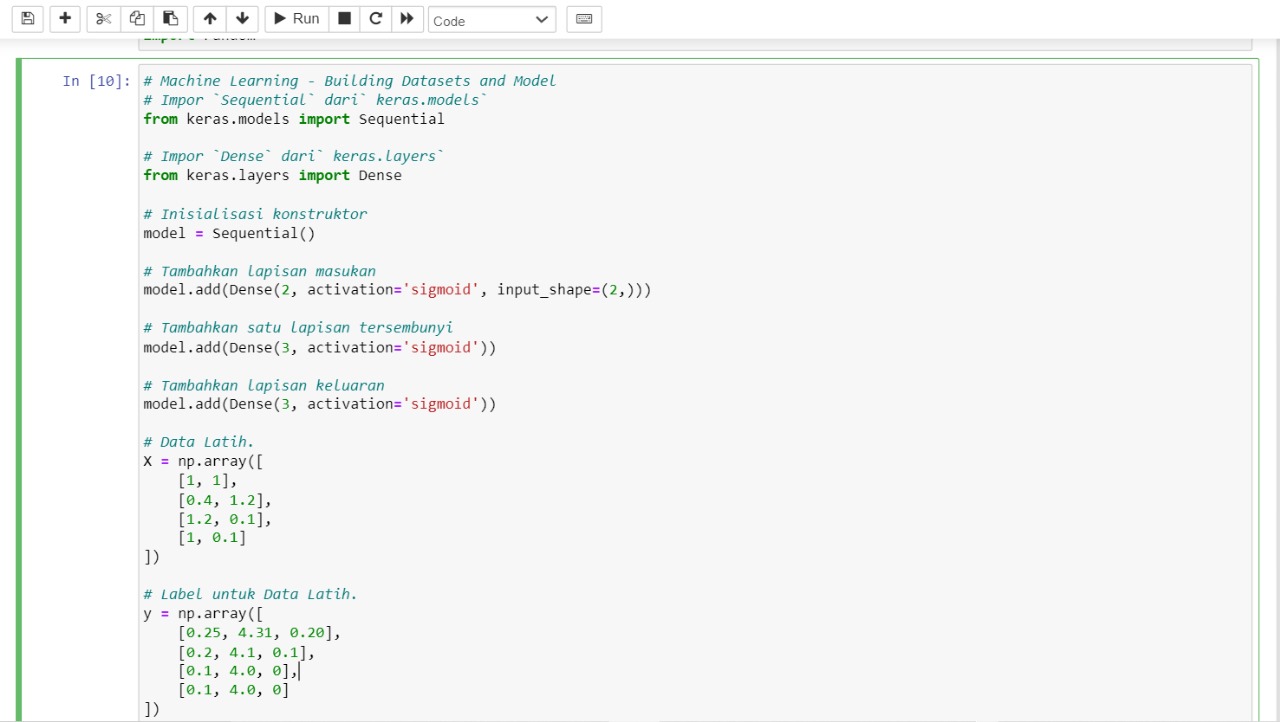 Run
Code
In [10]:
# Machine Learning - Building Datasets and Model
# Impor `Sequential` dari` keras.models`
from keras.models import Sequential
# Impor `Dense` dari` keras.layers`
from keras.layers import Dense
# Inisialisasi konstruktor
model = Sequential()
# Tambahkan lapisan masukan
model.add(Dense(2, activation='sigmoid', input_shape=(2,)))
# Tambahkan satu lapisan tersembunyi
model.add(Dense(3, activation='sigmoid'))
# Tambahkan lapisan keluaran
model.add(Dense(3, activation='sigmoid'))
# Data Latih.
X = np.array([
    [1, 1],
    [0.4, 1.2],
    [1.2, 0.1],
    [1, 0.1]
])
# Label untuk Data Latih.
y = np.array([
    [0.25, 4.31, 0.20],
    [0.2, 4.1, 0.1],
    [0.1, 4.0, 0],
    [0.1, 4.0, 0]
])